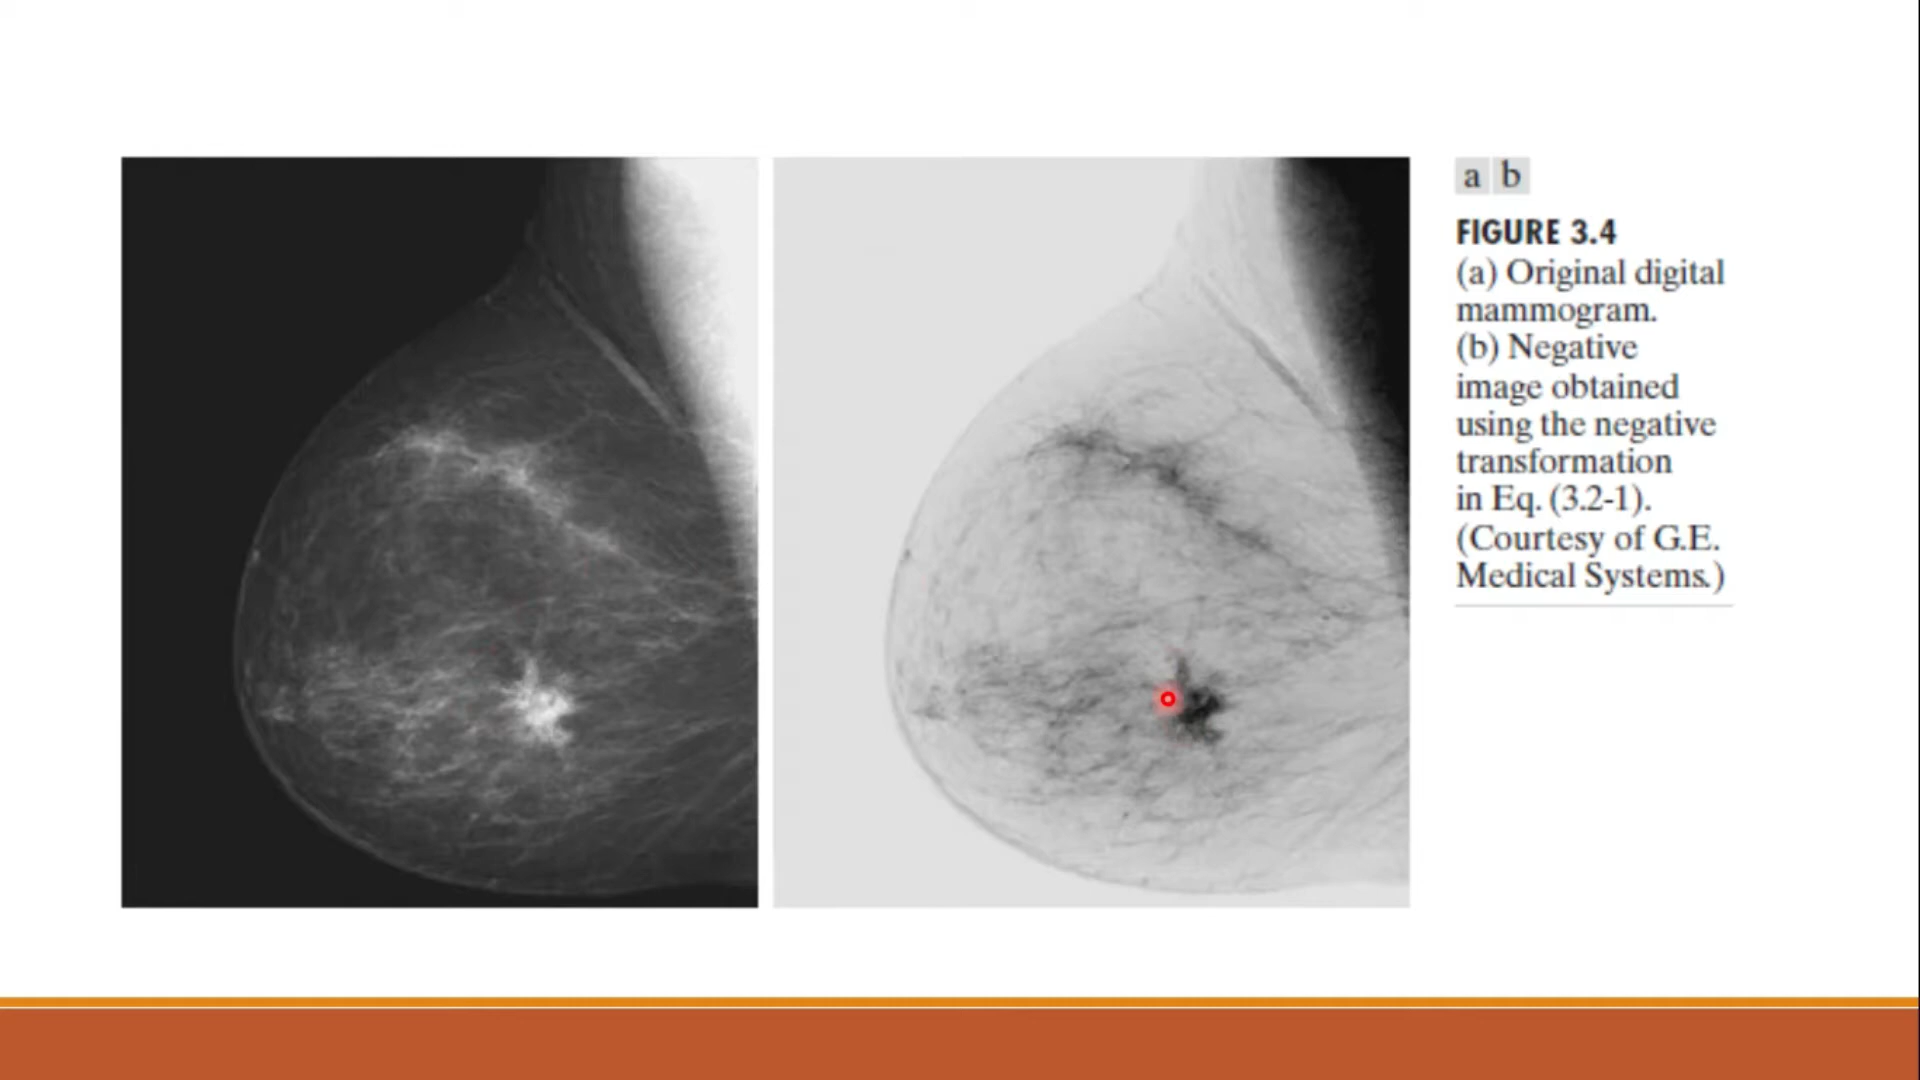 a b
FIGURE 3.4
(a) Original digital
mammogram.
(b) Negative
image obtained
using the negative
transformation
in Eq. (3.2-1).
(Courtesy of G.E.
Medical Systems.)